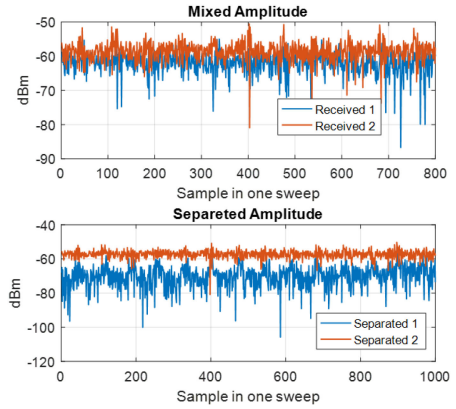 Mixed Amplitude
-50
-60
-70
-80
-90
dBm
Received 1
Received 2
0 100 200 300 400 500 600 700 800
Sample in one sweep
Separeted Amplitude
-40
-60
-80
-100
-120
dBm
Separated 1
Separated 2
0 200 400 600 800 1000
Sample in one sweep